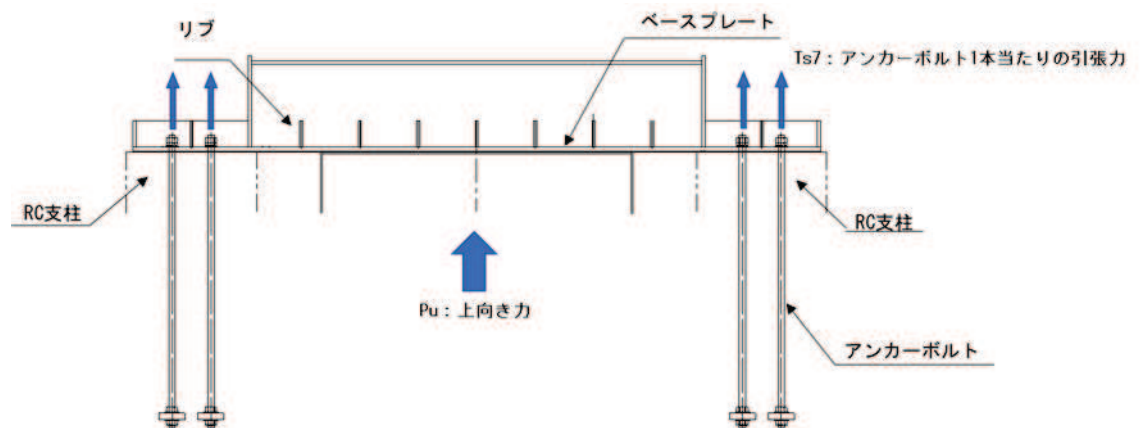 リブ
ベースプレート
Ts7：アンカーボルト1本当たりの引張力
RC支柱
RC支柱
Pu：上向き力
アンカーボルト